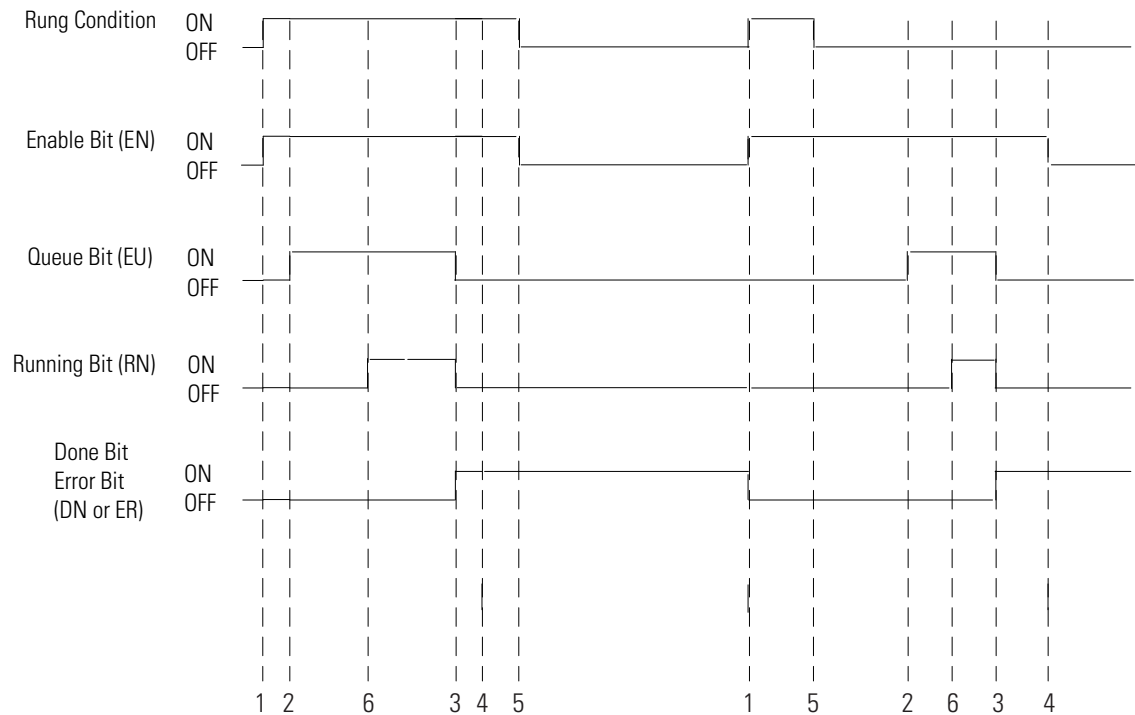 Rung Condition ON
OFF
Enable Bit (EN) ON
OFF
Queue Bit (EU) ON
OFF
Running Bit (RN) ON
OFF
Done Bit
Error Bit
(DN or ER)
ON
OFF
1 2 6 3 4 5 1 5 2 6 3 4